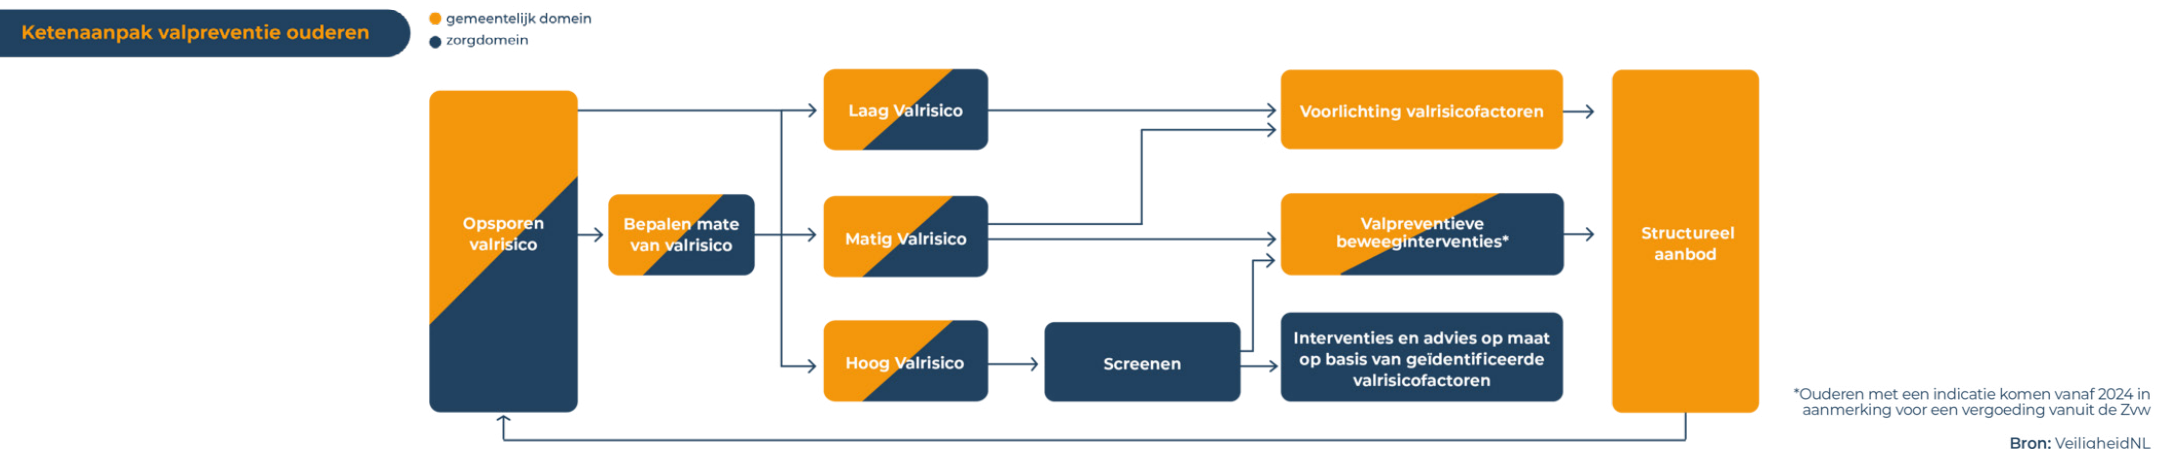 Ketenaanpak valpreventie ouderen
gemeentelijk domein
zorgdomein
Opsporen
valrisico
Bepalen mate
van valrisico
Laag Valrisico
Matig Valrisico
Hoog Valrisico
Screenen
Voorlichting valrisicofactoren
Valpreventieve
beweeginterventies*
Interventies en advies op maat
op basis van geïdentificeerde
valrisicofactoren
Structureel
aanbod
*Ouderen met een indicatie komen vanaf 2024 in
aanmerking voor een vergoeding vanuit de Zvw
Bron: VeiligheidNL